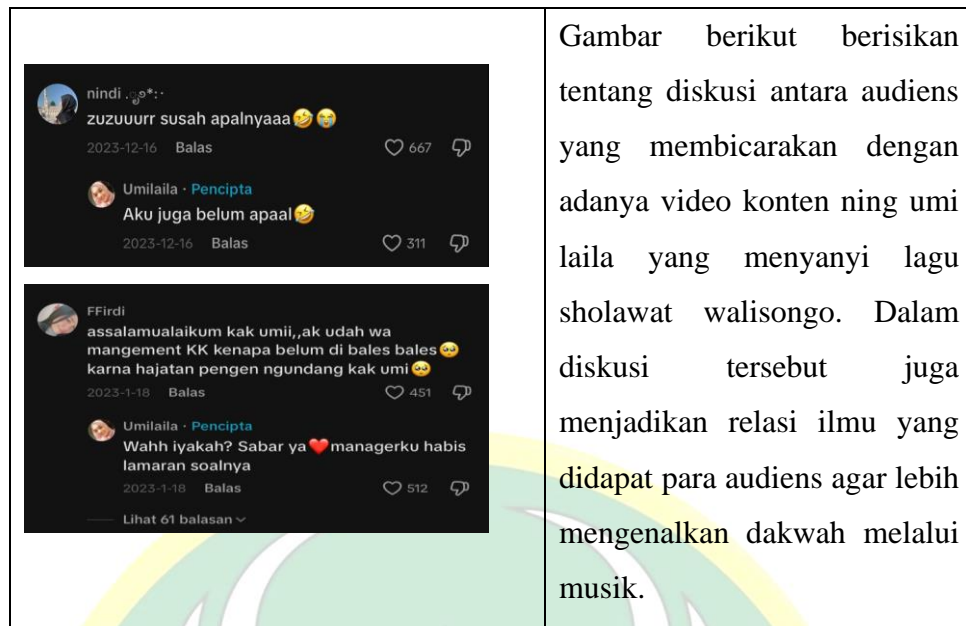 nindi .ூ୭*:·
zuzuuurr susah apalnyaaa🤣😭
2023-12-16 Balas 667
Umilaila · Pencipta
Aku juga belum apaal🤣
2023-12-16 Balas 311
FFirdi
assalamualaikum kak umii,,ak udah wa
mangement KK kenapa belum di bales bales🥺
karna hajatan pengen ngundang kak umi🥺
2023-1-18 Balas 451
Umilaila · Pencipta
Wahh iyakah? Sabar ya❤️managerku habis
lamaran soalnya
2023-1-18 Balas 512
Lihat 61 balasan
Gambar berikut berisikan
tentang diskusi antara audiens
yang membicarakan dengan
adanya video konten ning umi
laila yang menyanyi lagu
sholawat walisongo. Dalam
diskusi tersebut juga
menjadikan relasi ilmu yang
didapat para audiens agar lebih
mengenalkan dakwah melalui
musik.